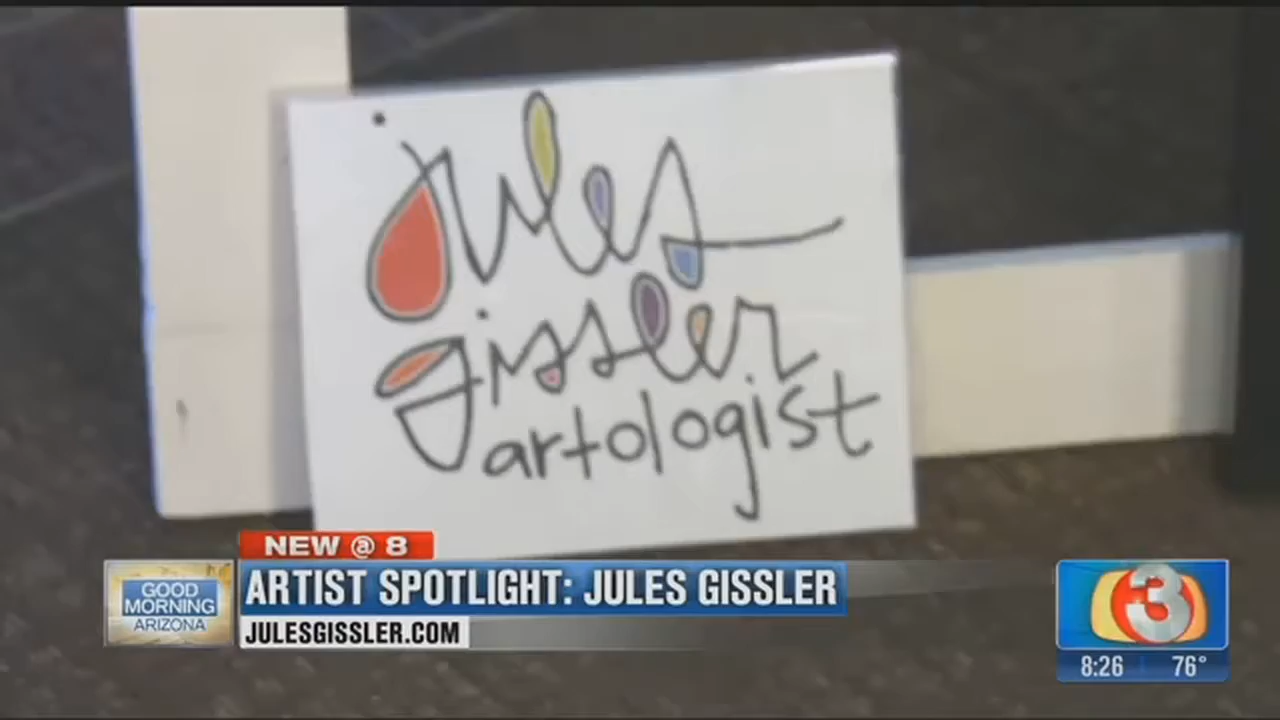 jules
gissler
artologist
NEW @ 8
GOOD
MORNING
ARIZONA
ARTIST SPOTLIGHT: JULES GISSLER
JULESGISSLER.COM
3
8:26 76°